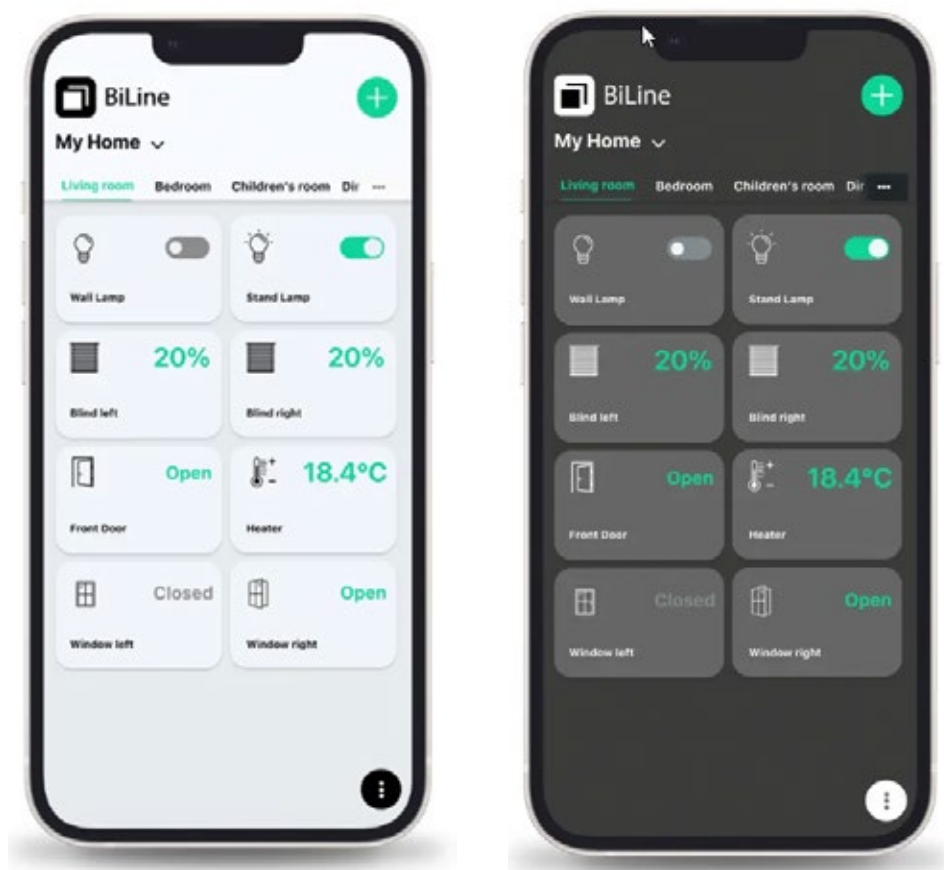 BiLine
My Home
Living room Bedroom Children's room Dir ...
Wall Lamp Stand Lamp
20% 20%
Blind left Blind right
Open 18.4°C
Front Door Heater
Closed Open
Window left Window right
BiLine
My Home
Living room Bedroom Children's room Dir ...
Wall Lamp Stand Lamp
20% 20%
Blind left Blind right
Open 18.4°C
Front Door Heater
Closed Open
Window left Window right